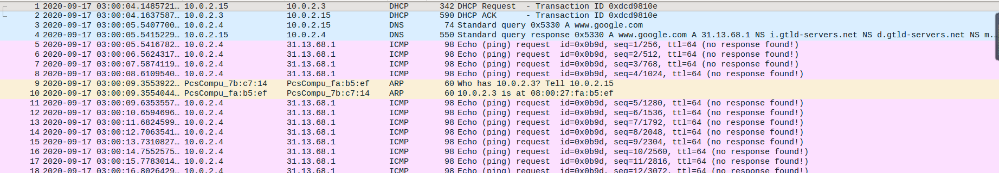 1 2020-09-17 03:00:04.1485721… 10.0.2.15 10.0.2.3 DHCP 342 DHCP Request - Transaction ID 0xdcd9810e
2 2020-09-17 03:00:04.1637587… 10.0.2.3 10.0.2.15 DHCP 590 DHCP ACK - Transaction ID 0xdcd9810e
3 2020-09-17 03:00:05.5407700… 10.0.2.4 10.0.2.15 DNS 74 Standard query 0x5330 A www.google.com
4 2020-09-17 03:00:05.5415229… 10.0.2.15 10.0.2.4 DNS 550 Standard query response 0x5330 A www.google.com A 31.13.68.1 NS i.gtld-servers.net NS d.gtld-servers.net NS m…
5 2020-09-17 03:00:05.5416782… 10.0.2.4 31.13.68.1 ICMP 98 Echo (ping) request id=0x0b9d, seq=1/256, ttl=64 (no response found!)
6 2020-09-17 03:00:06.5624317… 10.0.2.4 31.13.68.1 ICMP 98 Echo (ping) request id=0x0b9d, seq=2/512, ttl=64 (no response found!)
7 2020-09-17 03:00:07.5874119… 10.0.2.4 31.13.68.1 ICMP 98 Echo (ping) request id=0x0b9d, seq=3/768, ttl=64 (no response found!)
8 2020-09-17 03:00:08.6109540… 10.0.2.4 31.13.68.1 ICMP 98 Echo (ping) request id=0x0b9d, seq=4/1024, ttl=64 (no response found!)
9 2020-09-17 03:00:09.3553922… PcsCompu_7b:c7:14 PcsCompu_fa:b5:ef ARP 60 Who has 10.0.2.3? Tell 10.0.2.15
10 2020-09-17 03:00:09.3554044… PcsCompu_fa:b5:ef PcsCompu_7b:c7:14 ARP 60 10.0.2.3 is at 08:00:27:fa:b5:ef
11 2020-09-17 03:00:09.6353557… 10.0.2.4 31.13.68.1 ICMP 98 Echo (ping) request id=0x0b9d, seq=5/1280, ttl=64 (no response found!)
12 2020-09-17 03:00:10.6594696… 10.0.2.4 31.13.68.1 ICMP 98 Echo (ping) request id=0x0b9d, seq=6/1536, ttl=64 (no response found!)
13 2020-09-17 03:00:11.6824599… 10.0.2.4 31.13.68.1 ICMP 98 Echo (ping) request id=0x0b9d, seq=7/1792, ttl=64 (no response found!)
14 2020-09-17 03:00:12.7063541… 10.0.2.4 31.13.68.1 ICMP 98 Echo (ping) request id=0x0b9d, seq=8/2048, ttl=64 (no response found!)
15 2020-09-17 03:00:13.7310827… 10.0.2.4 31.13.68.1 ICMP 98 Echo (ping) request id=0x0b9d, seq=9/2304, ttl=64 (no response found!)
16 2020-09-17 03:00:14.7552575… 10.0.2.4 31.13.68.1 ICMP 98 Echo (ping) request id=0x0b9d, seq=10/2560, ttl=64 (no response found!)
17 2020-09-17 03:00:15.7783014… 10.0.2.4 31.13.68.1 ICMP 98 Echo (ping) request id=0x0b9d, seq=11/2816, ttl=64 (no response found!)
18 2020-09-17 03:00:16.8026429… 10.0.2.4 31.13.68.1 ICMP 98 Echo (ping) request id=0x0b9d, seq=12/3072, ttl=64 (no response found!)